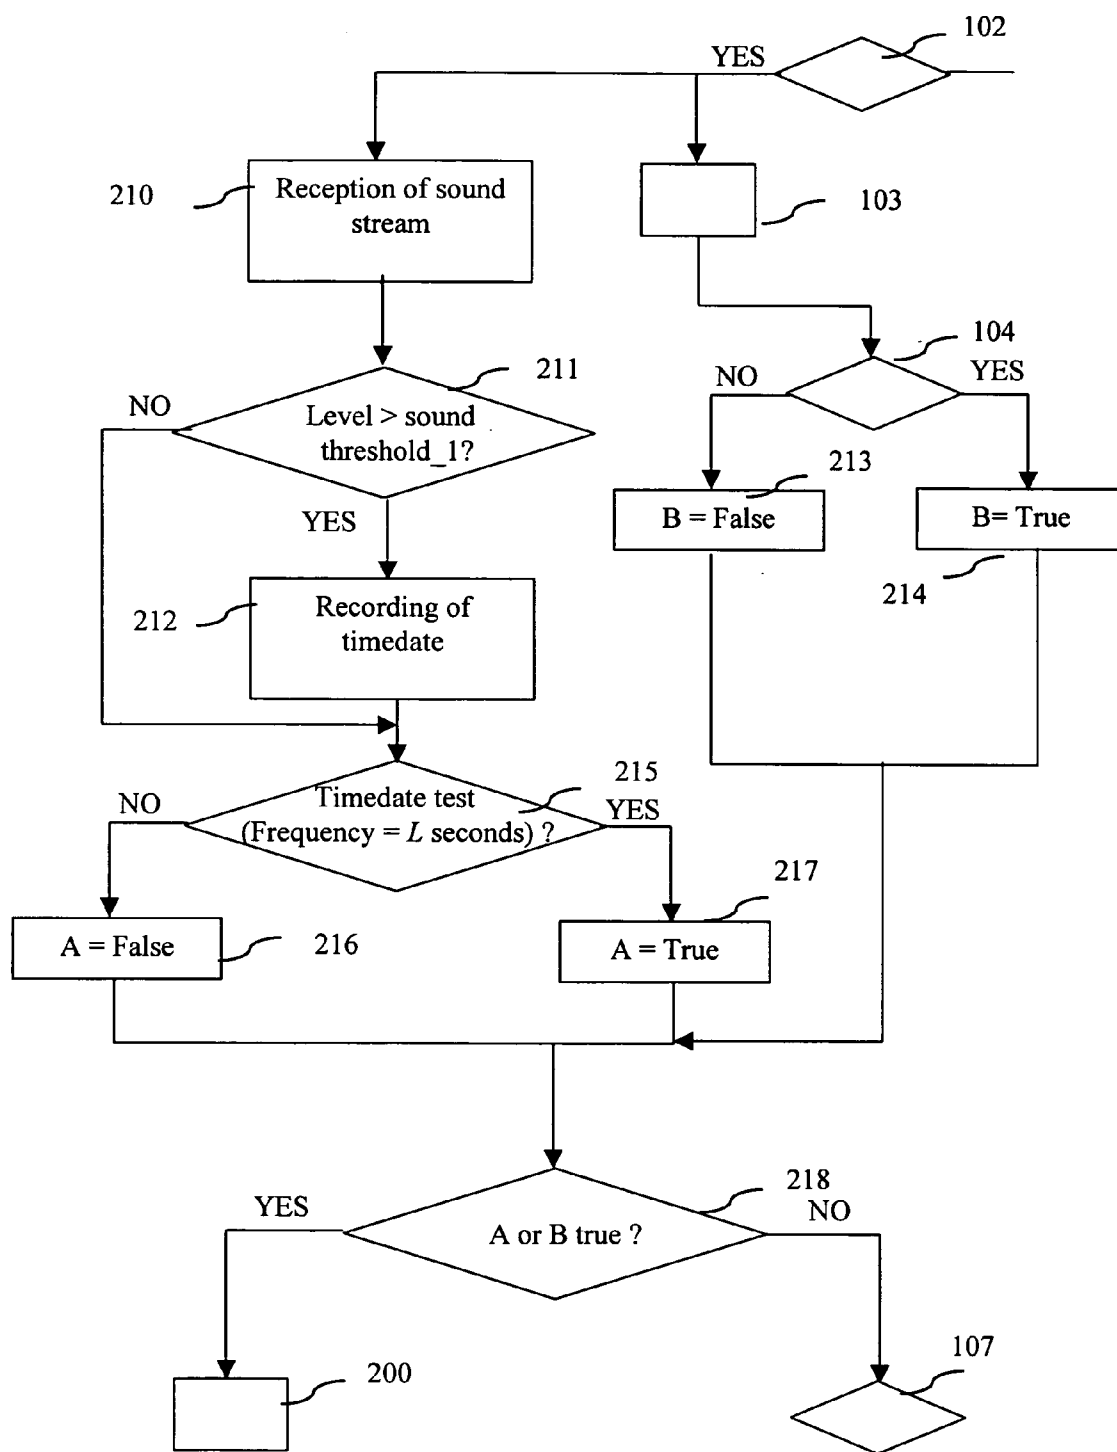 102
YES
210
Reception of sound
stream
103
104
211
NO
YES
NO
Level > sound
threshold_1?
213
B = False
B= True
YES
214
212
Recording of
timedate
215
NO
Timedate test
YES
(Frequency = L seconds) ?
217
A = False
216
A = True
218
YES
NO
A or B true ?
107
200